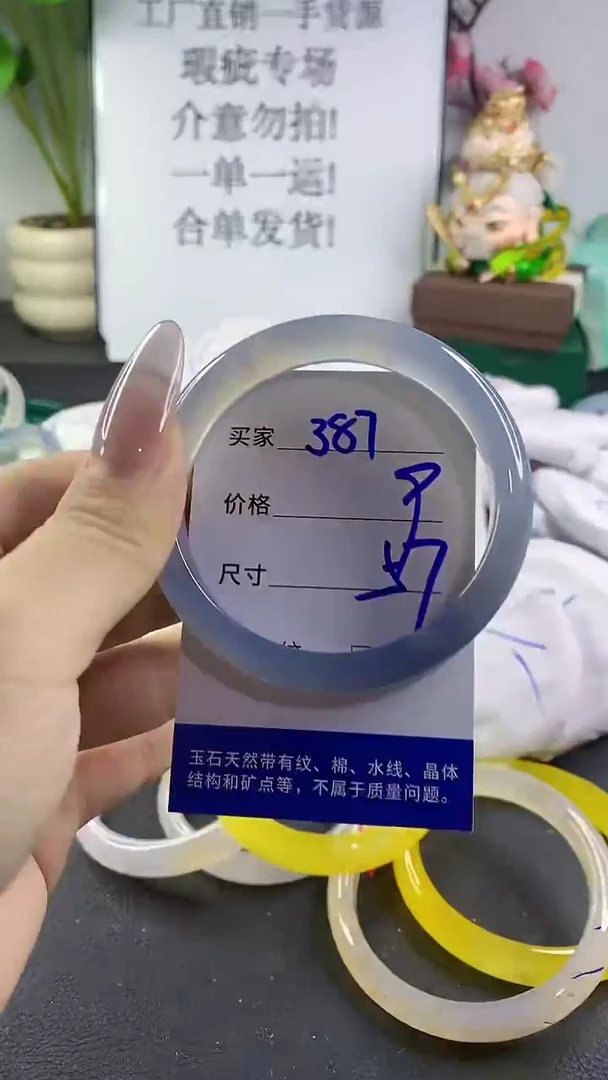 工厂直销一手货源
瑕疵专场
介意勿拍!
一单一运!
合单发货!
买家 387
价格
尺寸
玉石天然带有纹、棉、水线、晶体
结构和矿点等，不属于质量问题。